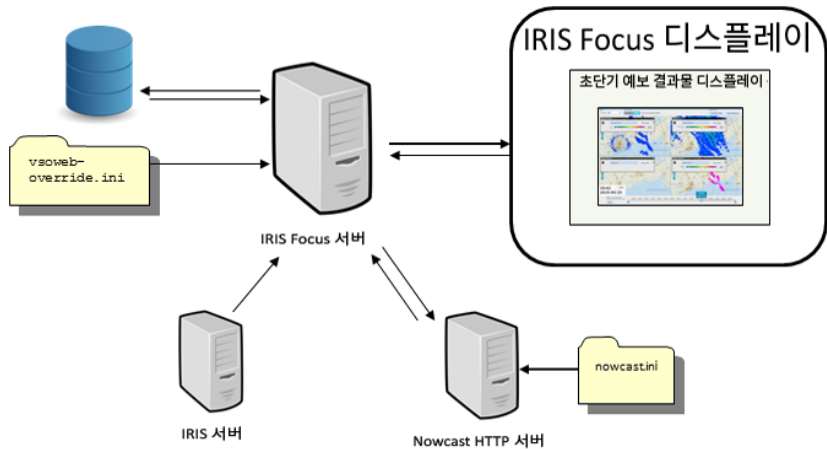 IRIS Focus 디스플레이
초단기 예보 결과물 디스플레이
vsoweb-
override.ini
IRIS Focus 서버
IRIS 서버
Nowcast HTTP 서버
nowcast.ini